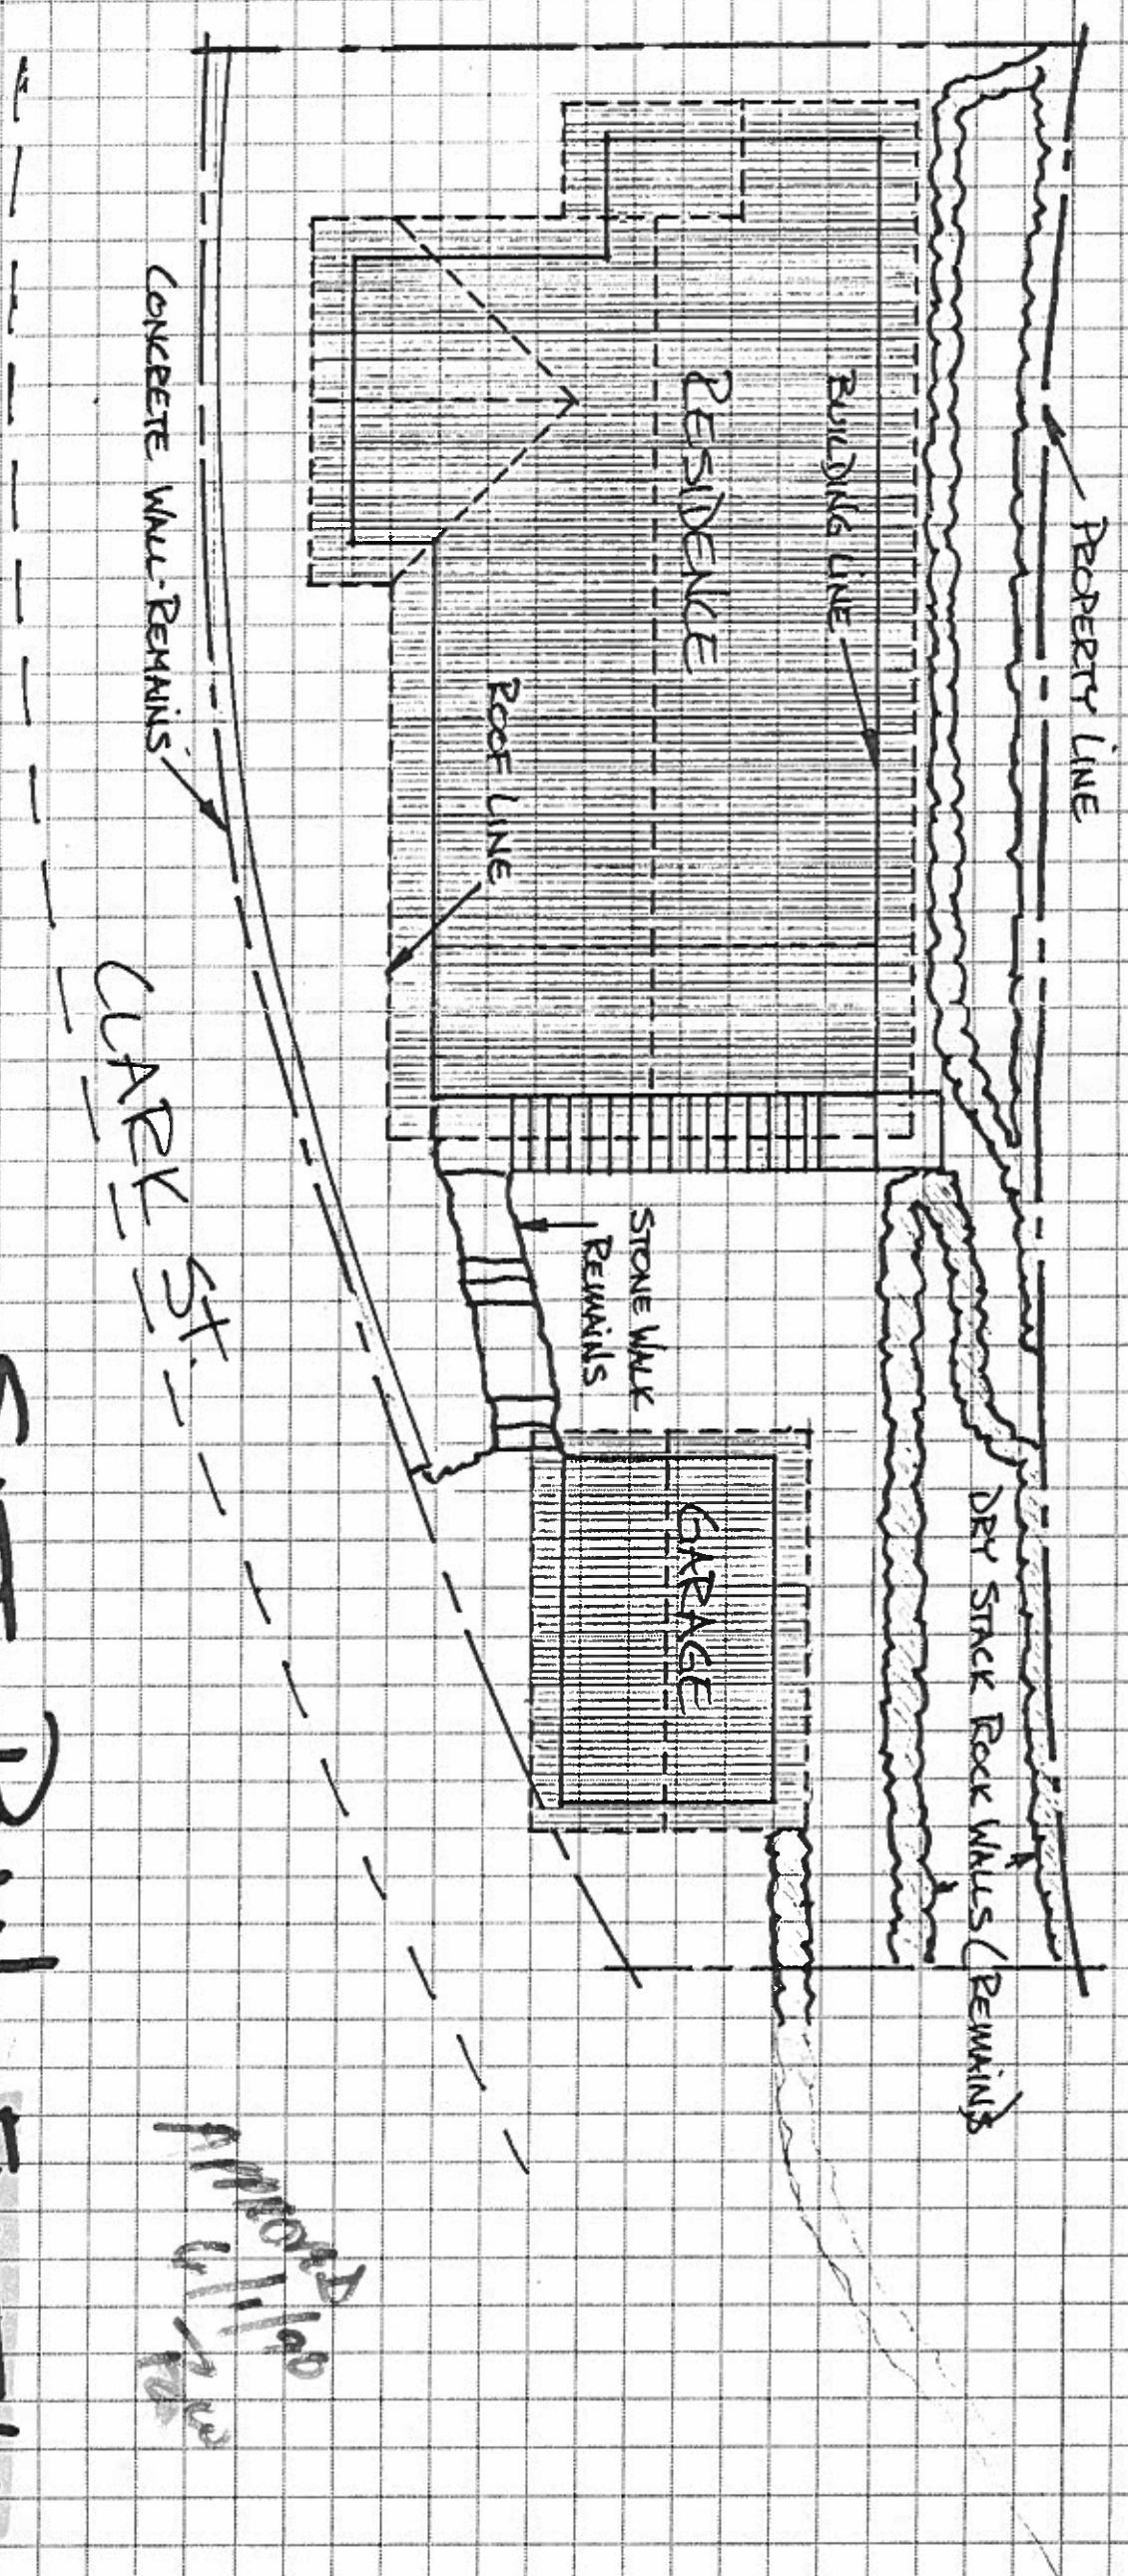 PROPERTY LINE
BUILDING LINE
RESIDENCE
ROOF LINE
CONCRETE WALL-REMAINS
CLARK ST.
STONE WALK
REMAINS
GARAGE
DRY STACK ROCK WALLS (REMAINS)
APPROVED